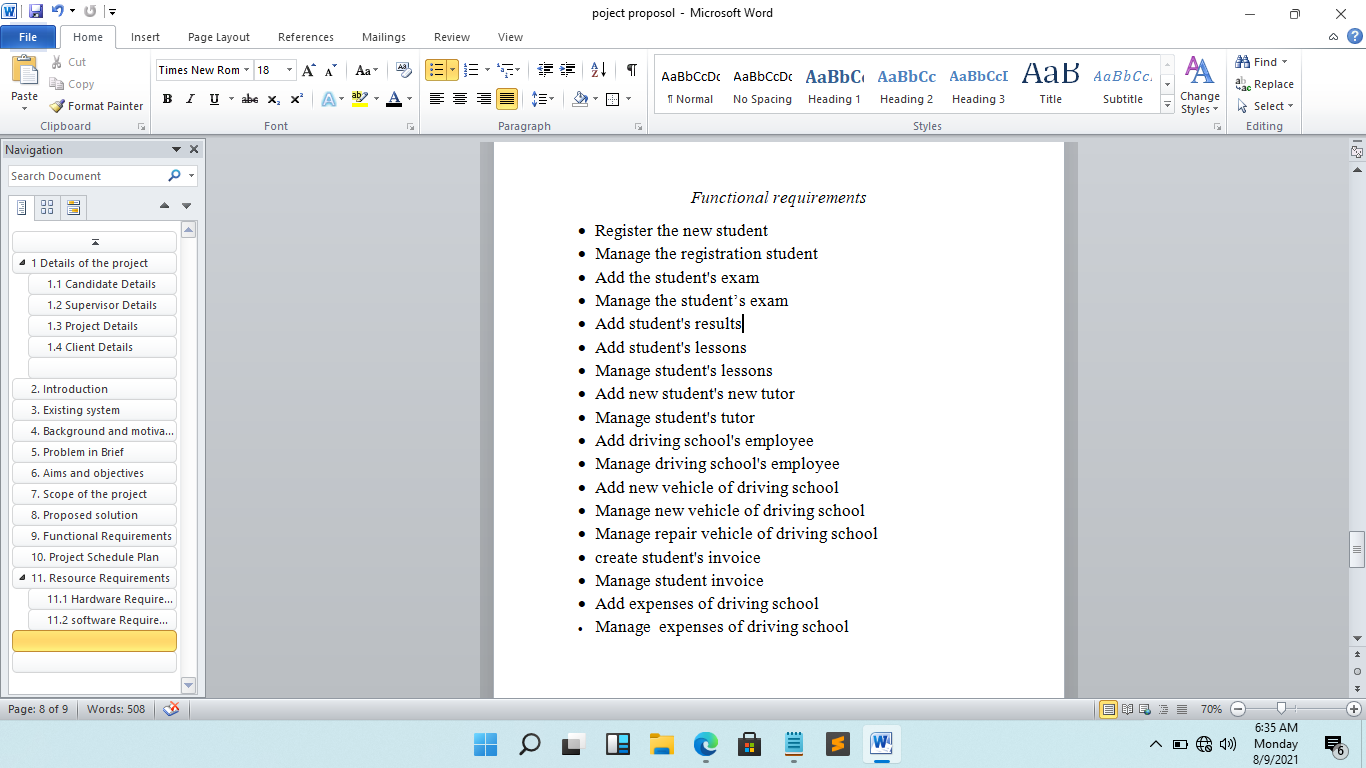 poject proposol - Microsoft Word
File Home Insert Page Layout References Mailings Review View
Paste
Cut
Copy
Format Painter
Clipboard
Times New Rom 18
Font
Paragraph
AaBbCcDc AaBbCcDc AaBbCc AaBbCc AaBbCcI AaB AaBbCc.
¶ Normal No Spacing Heading 1 Heading 2 Heading 3 Title Subtitle
Change Styles
Styles
Find
Replace
Select
Editing
Navigation
Search Document
1 Details of the project
1.1 Candidate Details
1.2 Supervisor Details
1.3 Project Details
1.4 Client Details
2. Introduction
3. Existing system
4. Background and motiva...
5. Problem in Brief
6. Aims and objectives
7. Scope of the project
8. Proposed solution
9. Functional Requirements
10. Project Schedule Plan
11. Resource Requirements
11.1 Hardware Require...
11.2 software Require...
Functional requirements
• Register the new student
• Manage the registration student
• Add the student's exam
• Manage the student’s exam
• Add student's results
• Add student's lessons
• Manage student's lessons
• Add new student's new tutor
• Manage student's tutor
• Add driving school's employee
• Manage driving school's employee
• Add new vehicle of driving school
• Manage new vehicle of driving school
• Manage repair vehicle of driving school
• create student's invoice
• Manage student invoice
• Add expenses of driving school
• Manage  expenses of driving school
Page: 8 of 9 Words: 508
70%
6:35 AM
Monday
8/9/2021
6